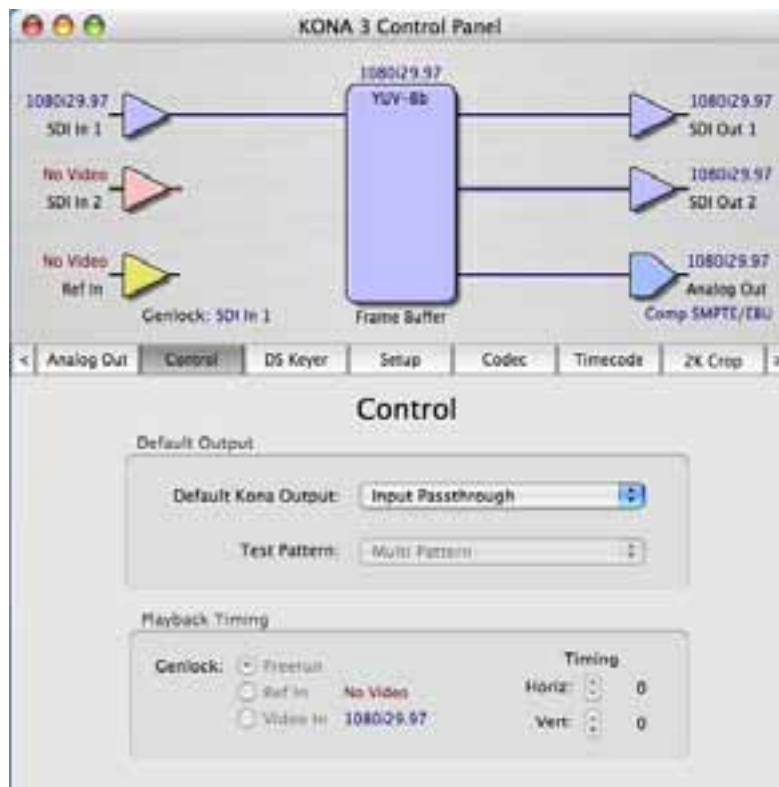 KONA 3 Control Panel
1080i29.97
YUV-8b
1080i29.97
SDI In 1
1080i29.97
SDI Out 1
No Video
SDI In 2
1080i29.97
SDI Out 2
No Video
Ref In
1080i29.97
Analog Out
Genlock: SDI In 1
Frame Buffer
Comp SMPTE/EBU
< Analog Out Control DS Keyer Setup Codec Timecode 2K Crop >
Control
Default Output
Default Kona Output: Input Passthrough
Test Pattern: Multi Pattern
Playback Timing
Genlock: Freerun
Ref In No Video
Video In 1080i29.97
Timing
Horiz: 0
Vert: 0